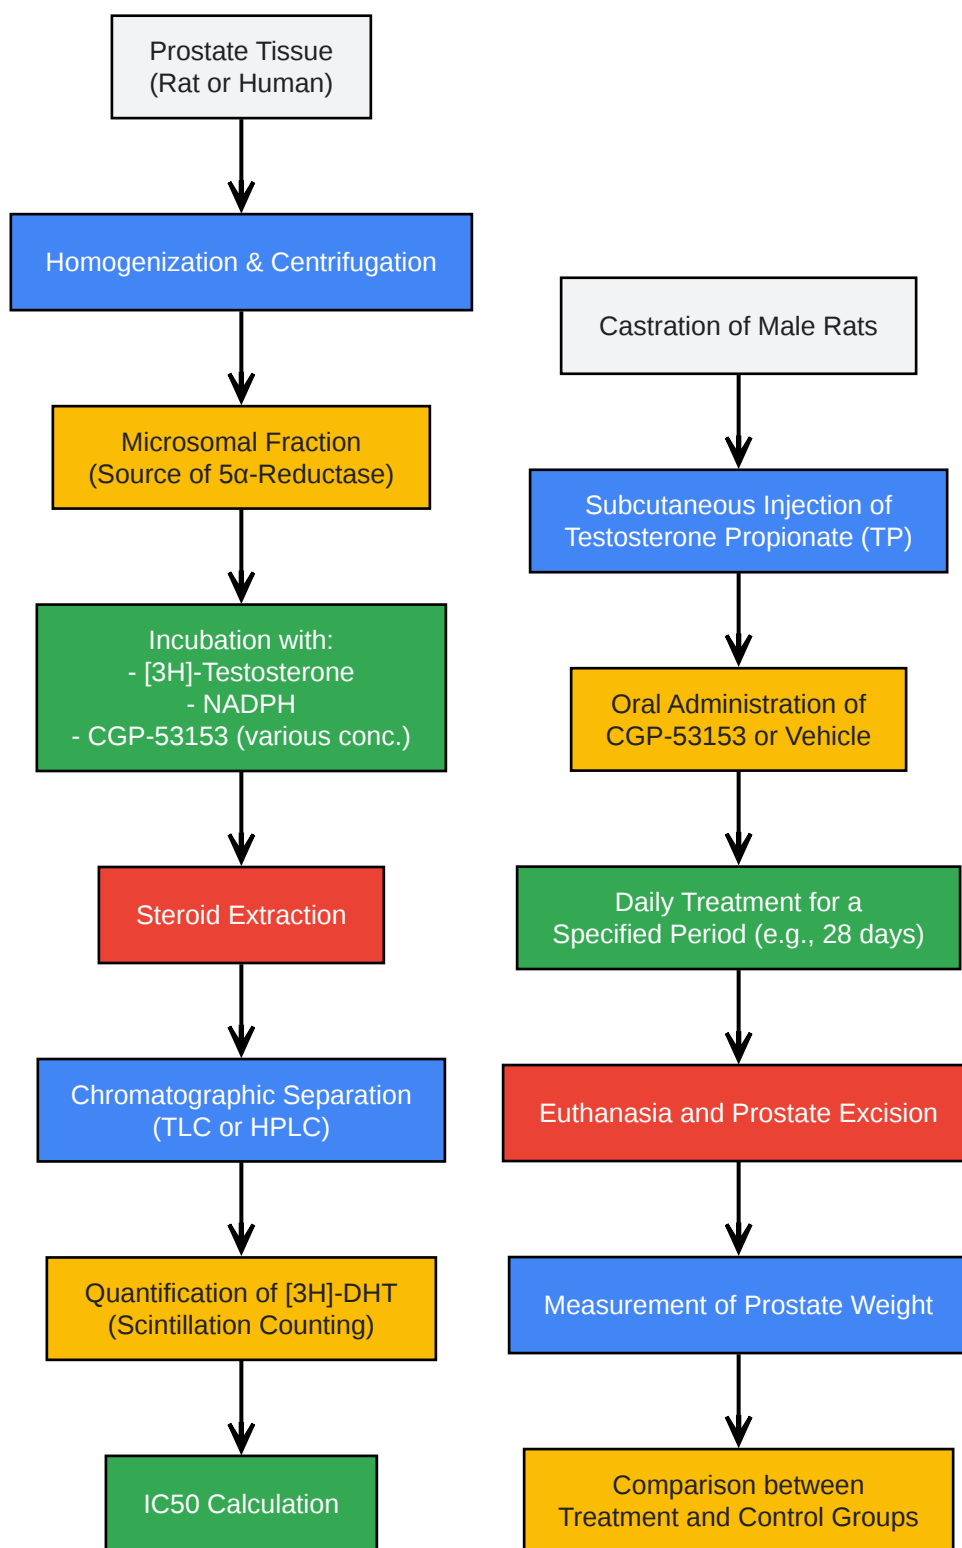 Prostate Tissue
(Rat or Human)
Homogenization & Centrifugation
Microsomal Fraction
(Source of 5α-Reductase)
Incubation with:
- [3H]-Testosterone
- NADPH
- CGP-53153 (various conc.)
Steroid Extraction
Chromatographic Separation
(TLC or HPLC)
Quantification of [3H]-DHT
(Scintillation Counting)
IC50 Calculation
Castration of Male Rats
Subcutaneous Injection of
Testosterone Propionate (TP)
Oral Administration of
CGP-53153 or Vehicle
Daily Treatment for a
Specified Period (e.g., 28 days)
Euthanasia and Prostate Excision
Measurement of Prostate Weight
Comparison between
Treatment and Control Groups